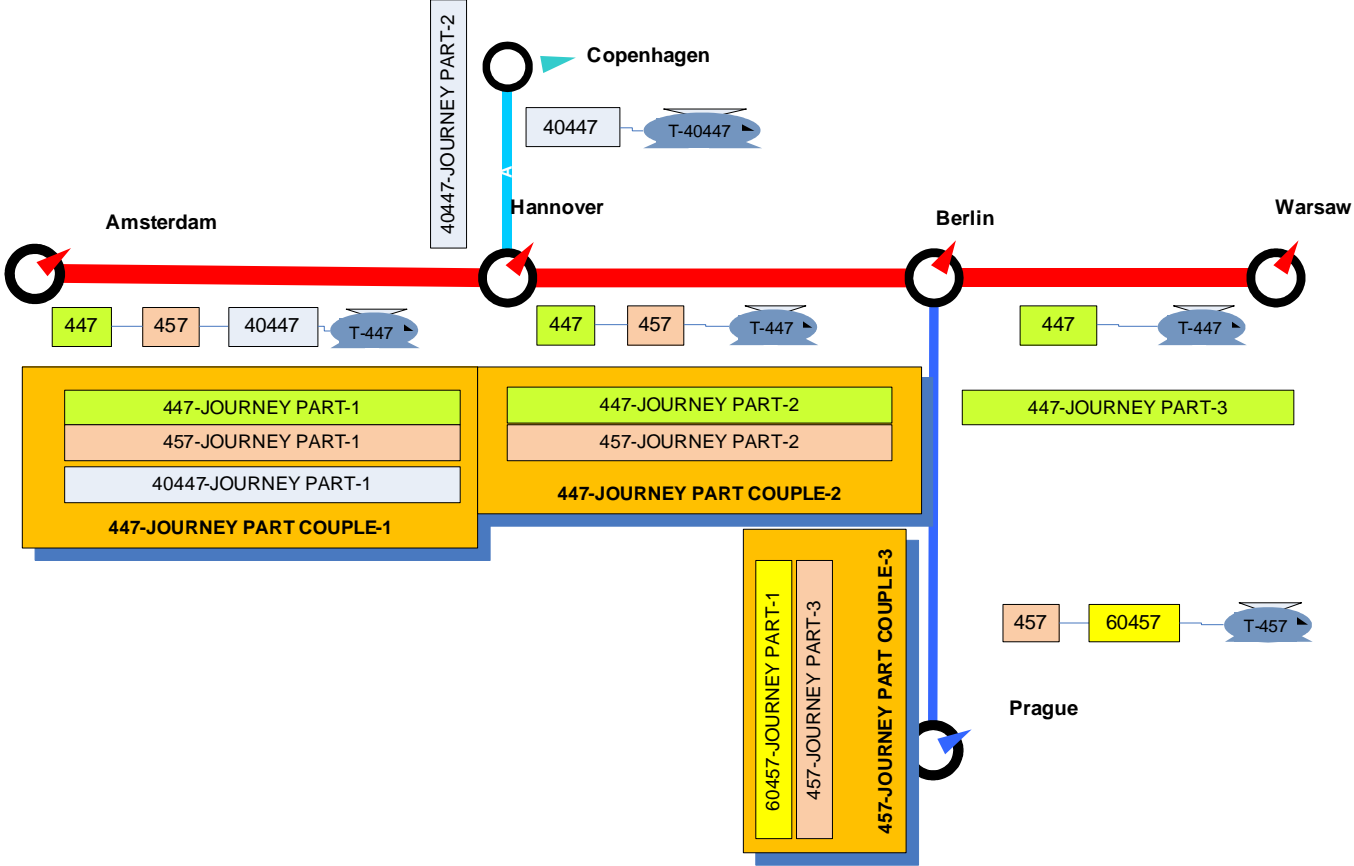 40447-JOURNEY PART-2
Copenhagen
40447
T-40447
A
Hannover
Amsterdam
Berlin
Warsaw
447
457
40447
T-447
447
457
T-447
447
T-447
447-JOURNEY PART-1
457-JOURNEY PART-1
40447-JOURNEY PART-1
447-JOURNEY PART COUPLE-1
447-JOURNEY PART-2
457-JOURNEY PART-2
447-JOURNEY PART COUPLE-2
447-JOURNEY PART-3
60457-JOURNEY PART-1
457-JOURNEY PART-3
457-JOURNEY PART COUPLE-3
457
60457
T-457
Prague